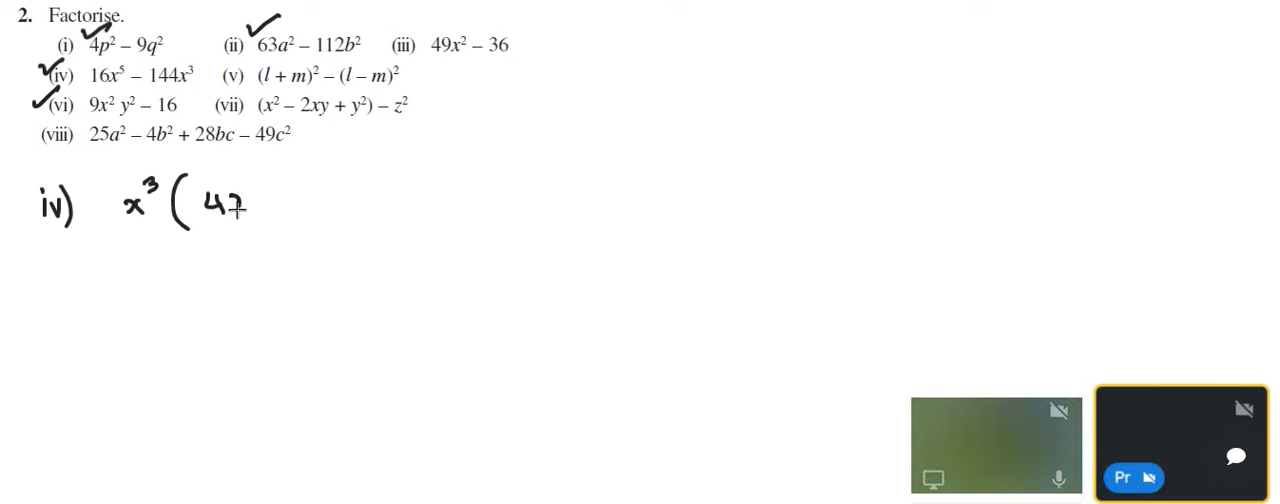 2. Factorise.
(i) 4p² – 9q² (ii) 63a² – 112b² (iii) 49x² – 36
(iv) 16x⁵ – 144x³ (v) (l + m)² – (l – m)²
(vi) 9x² y² – 16 (vii) (x² – 2xy + y²) – z²
(viii) 25a² – 4b² + 28bc – 49c²
iv) x³ ( 47
Pr